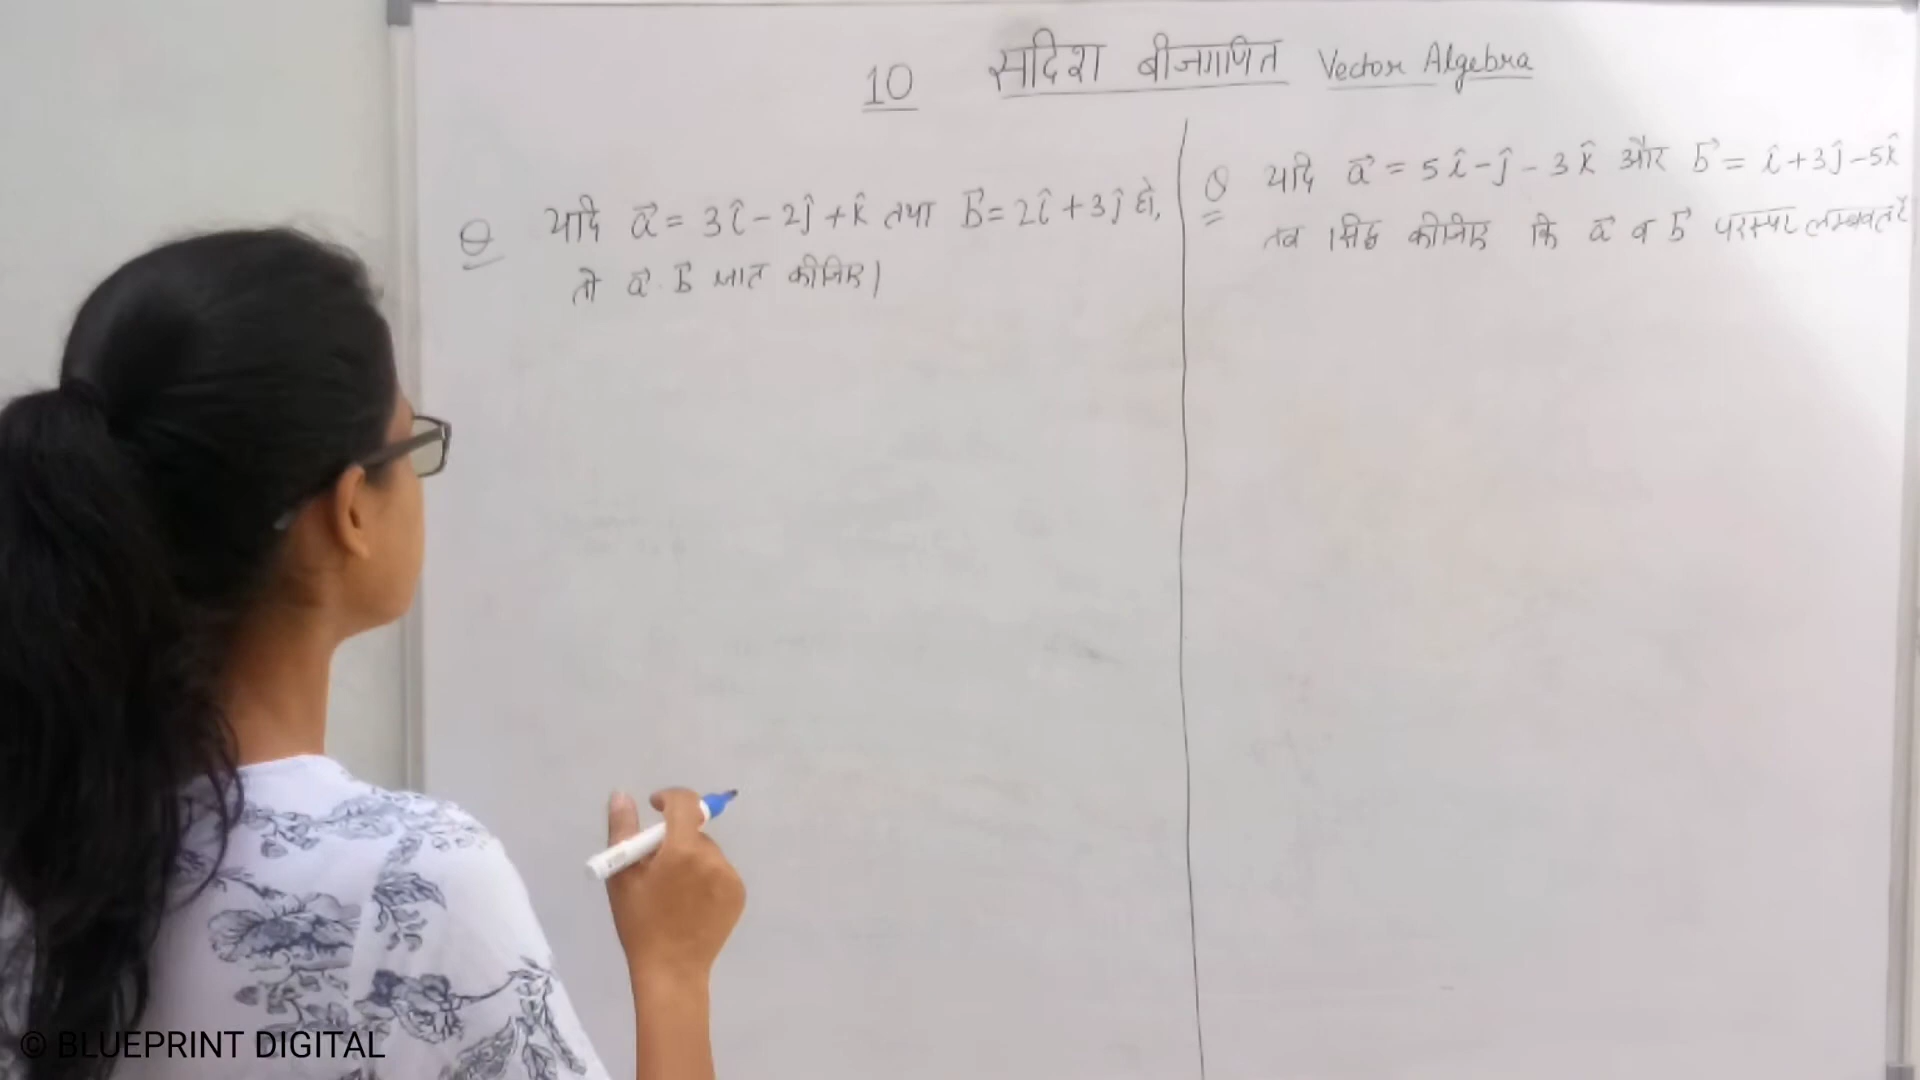 10 सदिश बीजगणित Vector Algebra
Q यदि a⃗ = 3î - 2ĵ + k̂ तथा b⃗ = 2î + 3ĵ हो,
तो a⃗ . b⃗ ज्ञात कीजिए।
Q यदि a⃗ = 5î - ĵ - 3k̂ और b⃗ = î + 3ĵ - 5k̂
तब सिद्ध कीजिए कि a⃗ व b⃗ परस्पर लम्बवत हैं
© BLUEPRINT DIGITAL